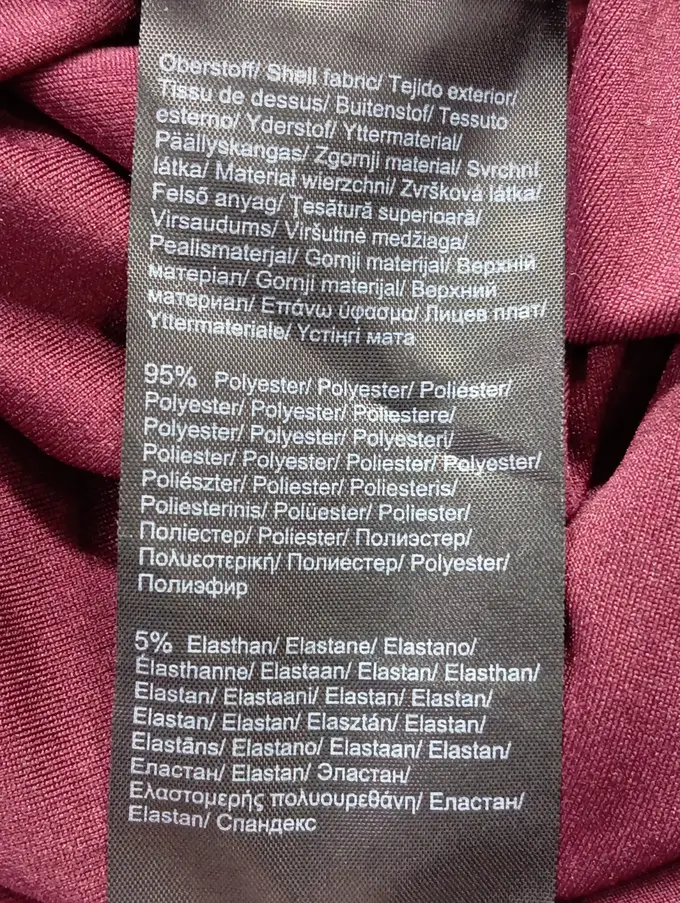 Oberstoff/ Shell fabric/ Tejido exterior/
Tissu de dessus/ Buitenstof/ Tessuto
esterno/ Yderstof/ Yttermaterial/
Päällyskangas/ Zgornji material/ Svrchní
látka/ Materiał wierzchni/ Zvršková látka/
Felső anyag/ Țesătură superioară/
Virsaudums/ Viršutinė medžiaga/
Pealismaterjal/ Gornji materijal/ Верхній
матеріал/ Gornji materijal/ Верхний
материал/ Επάνω ύφασμα/ Лицев плат/
Yttermateriale/ Үстіңгі мата
95% Polyester/ Polyester/ Poliéster/
Polyester/ Polyester/ Poliestere/
Polyester/ Polyester/ Polyesteri/
Poliester/ Polyester/ Poliester/ Polyester/
Poliészter/ Poliester/ Poliesteris/
Poliesterinis/ Polüester/ Poliester/
Поліестер/ Poliester/ Полиэстер/
Πολυεστερική/ Полиестер/ Polyester/
Полиэфир
5% Elasthan/ Elastane/ Elastano/
Élasthanne/ Elastaan/ Elastan/ Elasthan/
Elastan/ Elastaani/ Elastan/ Elastan/
Elastan/ Elastan/ Elasztán/ Elastan/
Elastāns/ Elastano/ Elastaan/ Elastan/
Еластан/ Elastan/ Эластан/
Ελαστομερής πολυουρεθάνη/ Еластан/
Elastan/ Спандекс